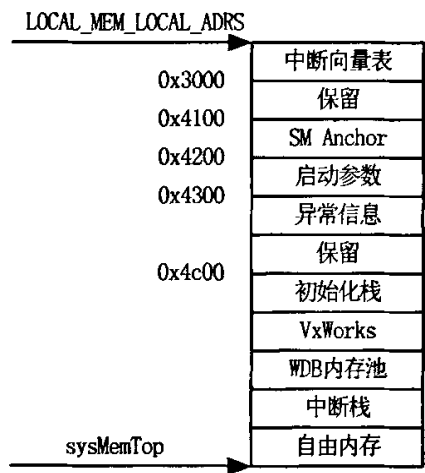 LOCAL_MEM_LOCAL_ADRS
中断向量表
0x3000
保留
0x4100
SM Anchor
0x4200
启动参数
0x4300
异常信息
保留
0x4c00
初始化栈
VxWorks
WDB内存池
中断栈
sysMemTop
自由内存